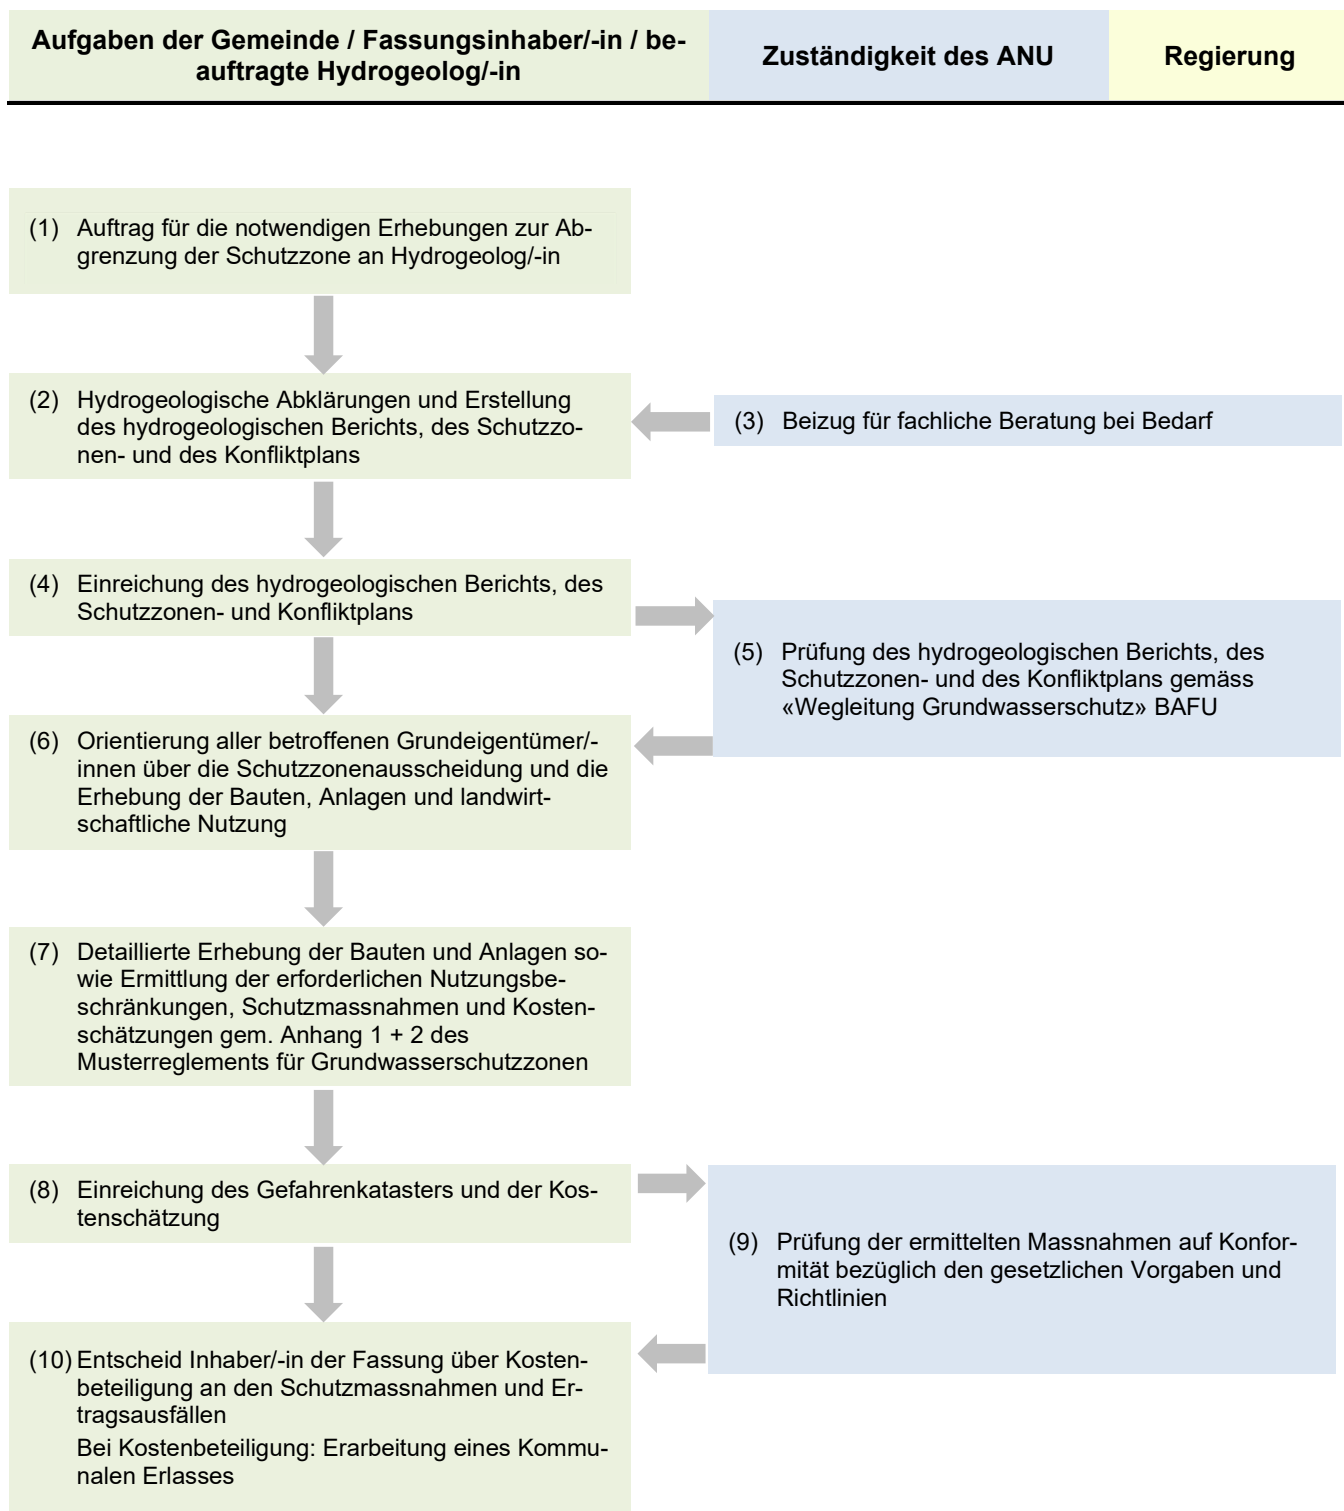 Aufgaben der Gemeinde / Fassungsinhaber/-in / be-
auftragte Hydrogeolog/-in
Zuständigkeit des ANU
Regierung
(1) Auftrag für die notwendigen Erhebungen zur Ab-
grenzung der Schutzzone an Hydrogeolog/-in
(2) Hydrogeologische Abklärungen und Erstellung
des hydrogeologischen Berichts, des Schutzzo-
nen- und des Konfliktplans
(3) Beizug für fachliche Beratung bei Bedarf
(4) Einreichung des hydrogeologischen Berichts, des
Schutzzonen- und Konfliktplans
(5) Prüfung des hydrogeologischen Berichts, des
Schutzzonen- und des Konfliktplans gemäss
«Wegleitung Grundwasserschutz» BAFU
(6) Orientierung aller betroffenen Grundeigentümer/-
innen über die Schutzzonenausscheidung und die
Erhebung der Bauten, Anlagen und landwirt-
schaftliche Nutzung
(7) Detaillierte Erhebung der Bauten und Anlagen so-
wie Ermittlung der erforderlichen Nutzungsbe-
schränkungen, Schutzmassnahmen und Kosten-
schätzungen gem. Anhang 1 + 2 des
Musterreglements für Grundwasserschutzzonen
(8) Einreichung des Gefahrenkatasters und der Kos-
tenschätzung
(9) Prüfung der ermittelten Massnahmen auf Konfor-
mität bezüglich den gesetzlichen Vorgaben und
Richtlinien
(10) Entscheid Inhaber/-in der Fassung über Kosten-
beteiligung an den Schutzmassnahmen und Er-
tragsausfällen
Bei Kostenbeteiligung: Erarbeitung eines Kommu-
nalen Erlasses